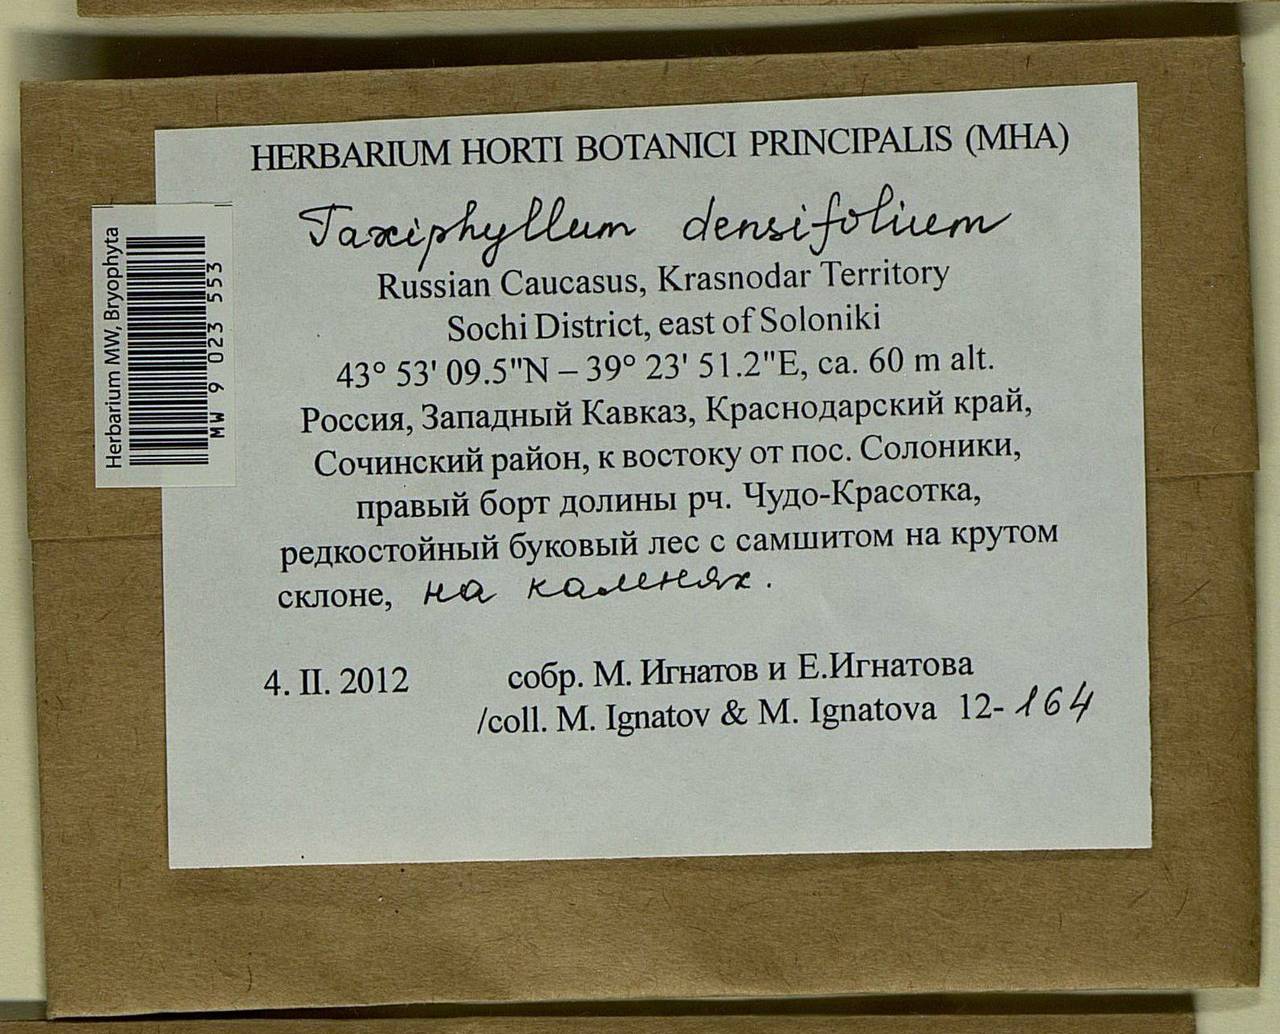 HERBARIUM HORTI BOTANICI PRINCIPALIS (MHA)
Taxiphyllum densifolium
Russian Caucasus, Krasnodar Territory
Sochi District, east of Soloniki
43° 53' 09.5"N – 39° 23' 51.2"E, ca. 60 m alt.
Россия, Западный Кавказ, Краснодарский край,
Сочинский район, к востоку от пос. Солоники,
правый борт долины рч. Чудо-Красотка,
редкостойный буковый лес с самшитом на крутом
склоне, на камнях.
4. II. 2012 собр. М. Игнатов и Е.Игнатова
/coll. M. Ignatov & M. Ignatova 12-164
Herbarium MW, Bryophyta
MW 9 023 553